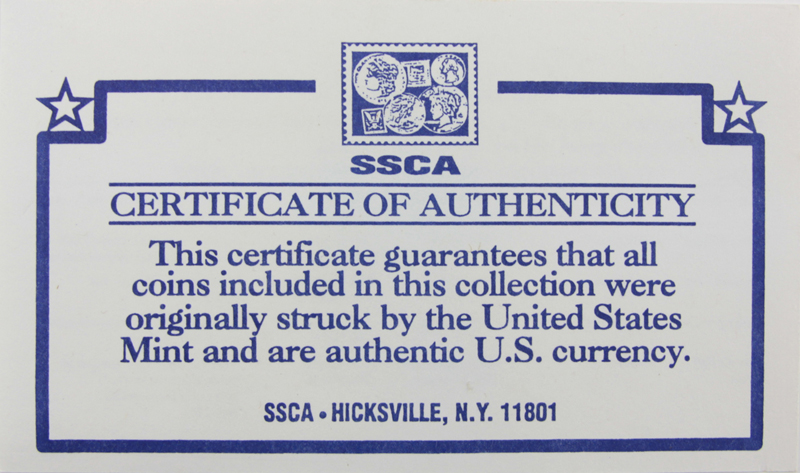 SSCA
CERTIFICATE OF AUTHENTICITY
This certificate guarantees that all
coins included in this collection were
originally struck by the United States
Mint and are authentic U.S. currency.
SSCA • HICKSVILLE, N.Y. 11801